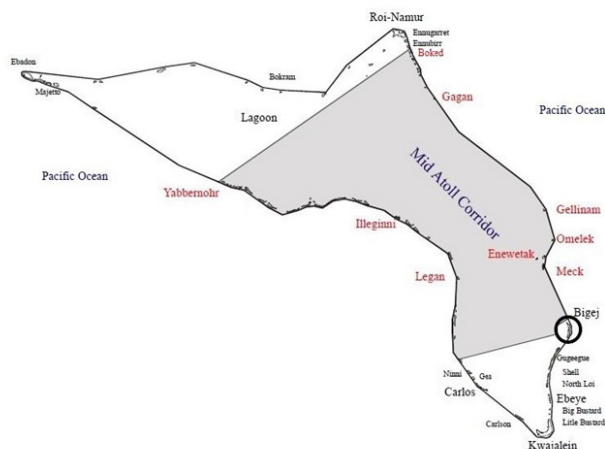 Roi-Namur
Ennugarret
Ennubirr
Boked
Ebadon
Majetto
Bokram
Gagan
Lagoon
Pacific Ocean
Pacific Ocean
Mid Atoll Corridor
Yabbernohr
Illeginni
Gellinam
Omelek
Enewetak
Meck
Legan
Bigej
Gugeegue
Ninni
Gea
Shell
North Loi
Carlos
Ebeye
Big Bustard
Carlson
Litle Bustard
Kwajalein